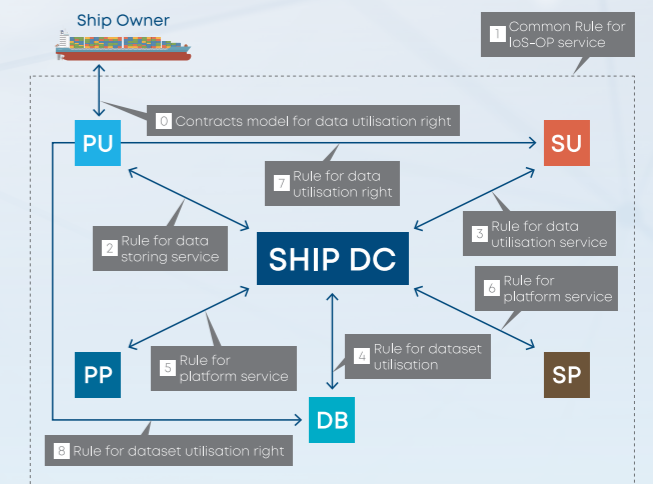 Ship Owner
1 Common Rule for
IoS-OP service
0 Contracts model for data utilisation right
PU
SU
7 Rule for data
utilisation right
2 Rule for data
storing service
3 Rule for data
utilisation service
SHIP DC
6 Rule for
platform service
5 Rule for
platform service
4 Rule for dataset
utilisation
PP
SP
DB
8 Rule for dataset utilisation right